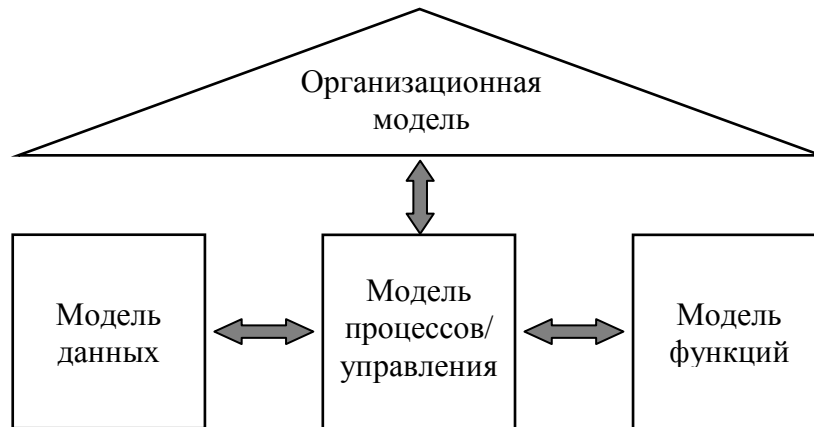 Организационная
модель
Модель
данных
Модель
процессов/
управления
Модель
функций